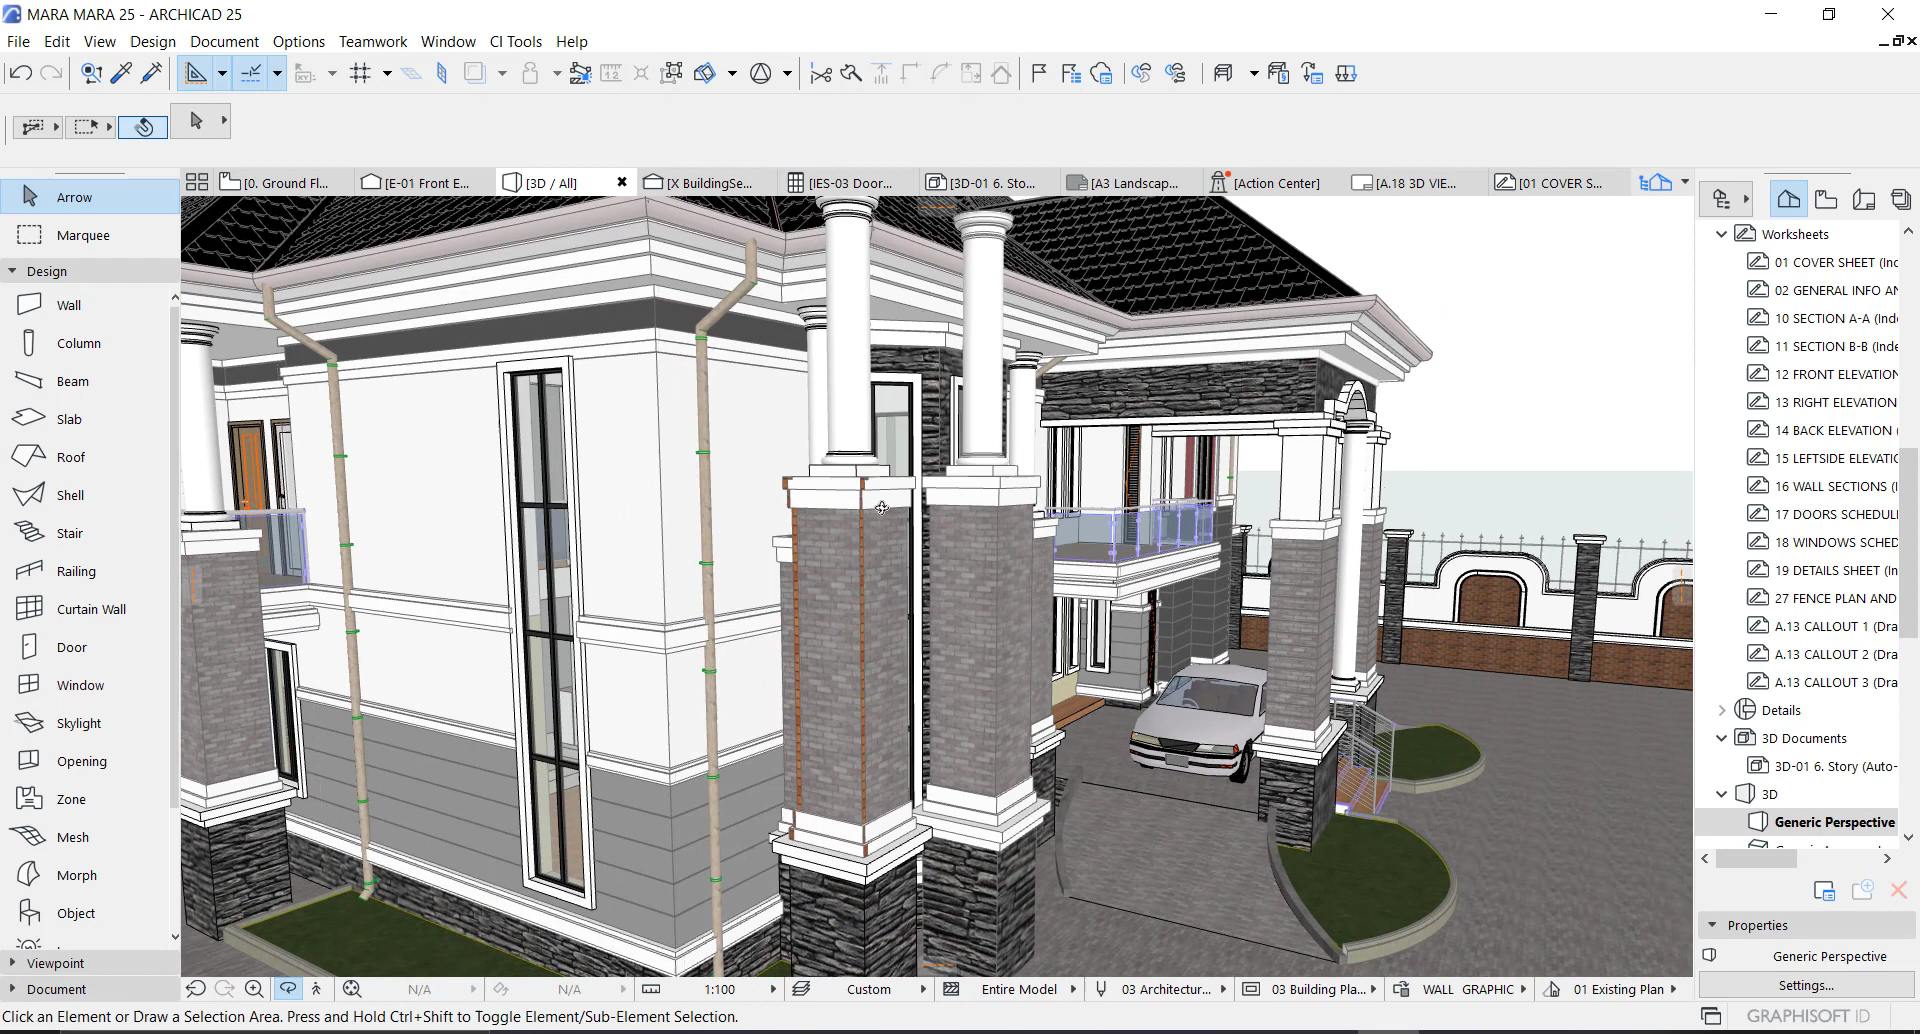 MARA MARA 25 - ARCHICAD 25
File Edit View Design Document Options Teamwork Window CI Tools Help
[0. Ground Fl... [E-01 Front E... [3D / All] [X BuildingSe... [IES-03 Door... [3D-01 6. Sto... [A3 Landscap... [Action Center] [A.18 3D VIE... [01 COVER S...
Arrow
Marquee
Design
Wall
Column
Beam
Slab
Roof
Shell
Stair
Railing
Curtain Wall
Door
Window
Skylight
Opening
Zone
Mesh
Morph
Object
Viewpoint
Document
Worksheets
01 COVER SHEET (Inc
02 GENERAL INFO AN
10 SECTION A-A (Inde
11 SECTION B-B (Inde
12 FRONT ELEVATION
13 RIGHT ELEVATION
14 BACK ELEVATION (
15 LEFTSIDE ELEVATIO
16 WALL SECTIONS (I
17 DOORS SCHEDUL
18 WINDOWS SCHED
19 DETAILS SHEET (In
27 FENCE PLAN AND
A.13 CALLOUT 1 (Dra
A.13 CALLOUT 2 (Dra
A.13 CALLOUT 3 (Dra
Details
3D Documents
3D-01 6. Story (Auto-
3D
Generic Perspective
Properties
Generic Perspective
Settings...
N/A N/A 1:100 Custom Entire Model 03 Architectur... 03 Building Pla... WALL GRAPHIC 01 Existing Plan
Click an Element or Draw a Selection Area. Press and Hold Ctrl+Shift to Toggle Element/Sub-Element Selection.
GRAPHISOFT ID